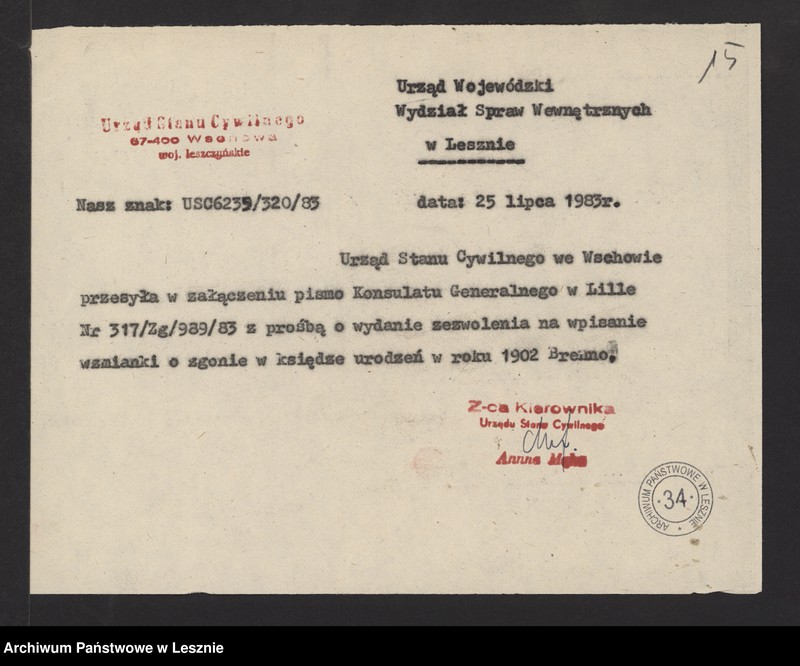 15
Urząd Wojewódzki
Wydział Spraw Wewnętrznych
w Lesznie
Urząd Stanu Cywilnego
67-400 Wschowa
woj. leszczyńskie
Nasz znak: USC6235/320/83
data: 25 lipca 1983r.
Urząd Stanu Cywilnego we Wschowie
przesyła w załączeniu pismo Konsulatu Generalnego w Lille
Nr 317/Zg/989/83 z prośbą o wydanie zezwolenia na wpisanie
wzmianki o zgonie w księdze urodzeń w roku 1902 Brenno.
Z-ca Kierownika
Urzędu Stanu Cywilnego
Anna
ARCHIWUM PAŃSTWOWE W LESZNIE
34
Archiwum Państwowe w Lesznie